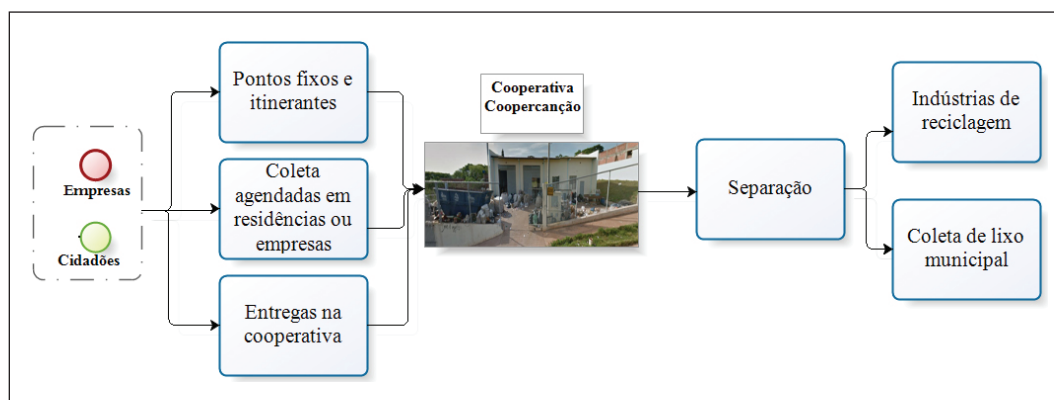 Empresas
Cidadões
Pontos fixos e
itinerantes
Coleta
agendadas em
residências ou
empresas
Entregas na
cooperativa
Cooperativa
Coopercanção
Separação
Indústrias de
reciclagem
Coleta de lixo
municipal